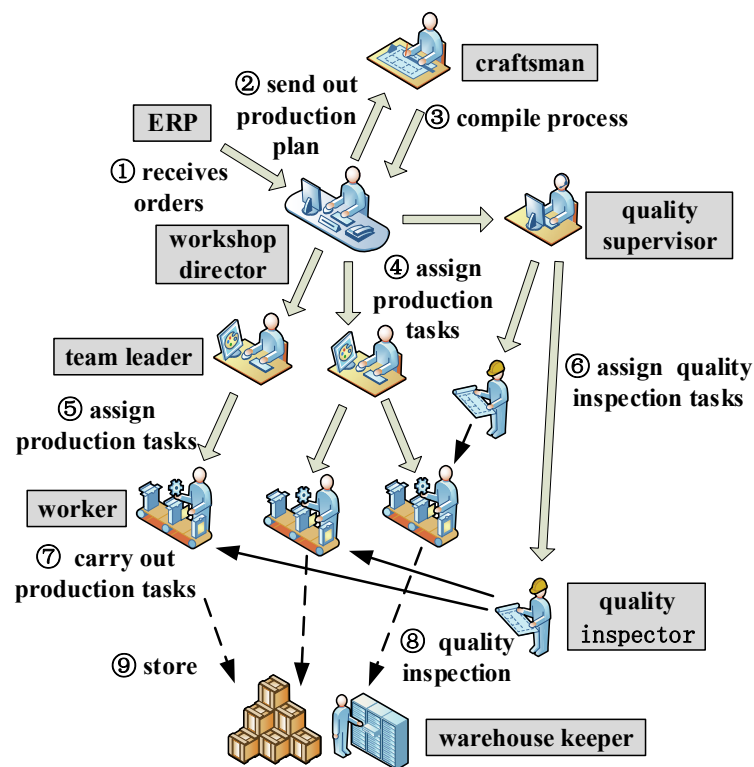 craftsman
② send out
production
plan
③ compile process
ERP
① receives
orders
quality
supervisor
workshop
director
④ assign
production
tasks
team leader
⑥ assign quality
inspection tasks
⑤ assign
production tasks
worker
⑦ carry out
production tasks
quality
inspector
⑧ quality
inspection
⑨ store
warehouse keeper